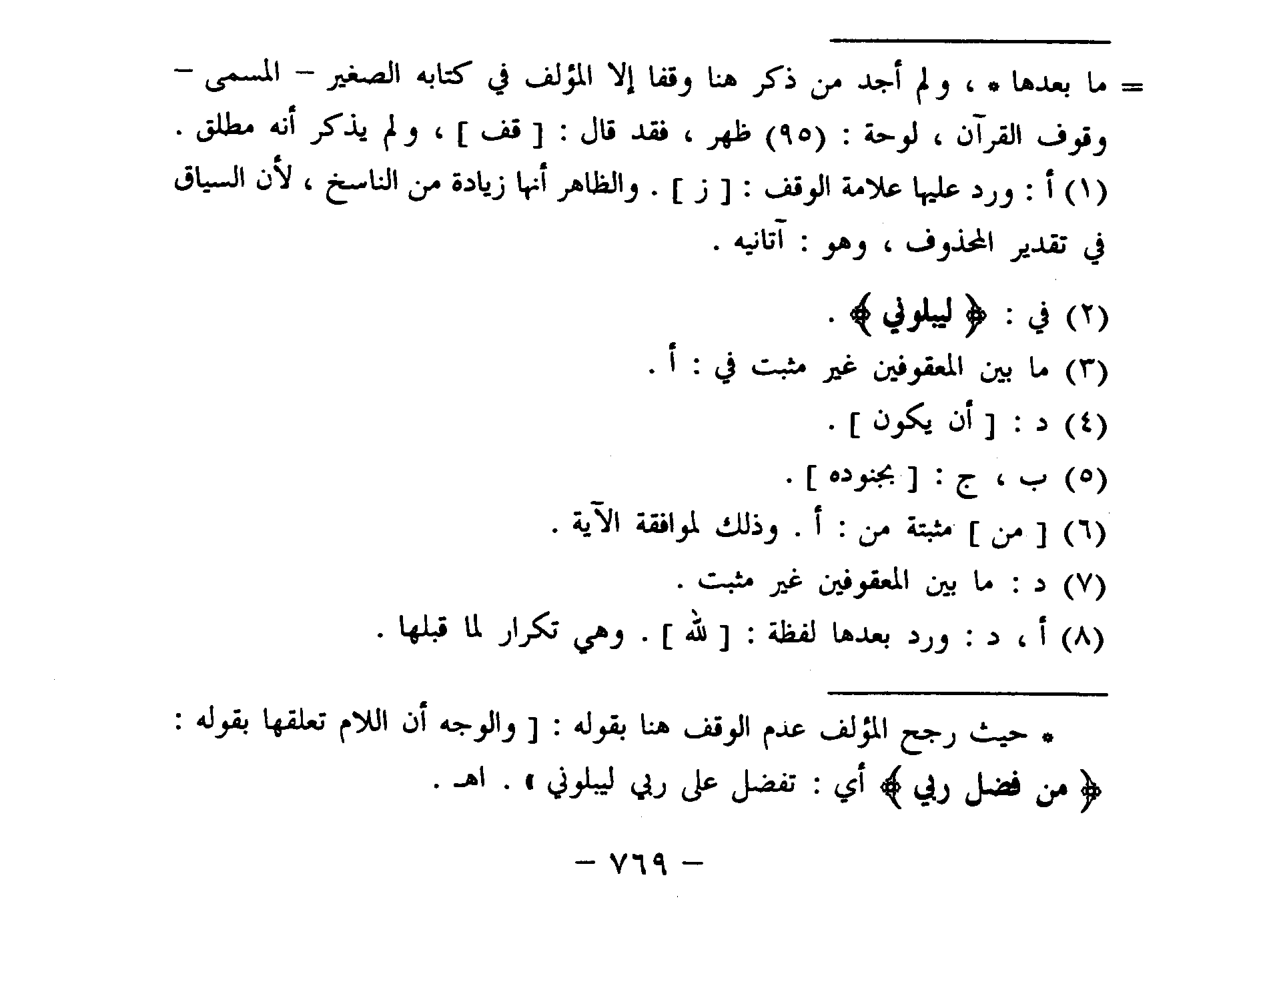 = ما بعدها * ، ولم أجد من ذكر هنا وقفا إلا المؤلف في كتابه الصغير – المسمى –
وقوف القرآن ، لوحة : (٩٥) ظهر ، فقد قال : [ قف ] ، ولم يذكر أنه مطلق .
(١) أ : ورد عليها علامة الوقف : [ ز ] . والظاهر أنها زيادة من الناسخ ، لأن السياق
في تقدير المحذوف ، وهو : آتانيه .
(٢) في : ﴿ ليبلوني ﴾ .
(٣) ما بين المعقوفين غير مثبت في : أ .
(٤) د : [ أن يكون ] .
(٥) ب ، ج : [ بجنوده ] .
(٦) [ من ] مثبتة من : أ . وذلك لموافقة الآية .
(٧) د : ما بين المعقوفين غير مثبت .
(٨) أ ، د : ورد بعدها لفظة : [ لله ] . وهي تكرار لما قبلها .
* حيث رجح المؤلف عدم الوقف هنا بقوله : [ والوجه أن اللام تعلقها بقوله :
﴿ من فضل ربي ﴾ أي : تفضل على ربي ليبلوني » . اهـ .
– ٧٦٩ –